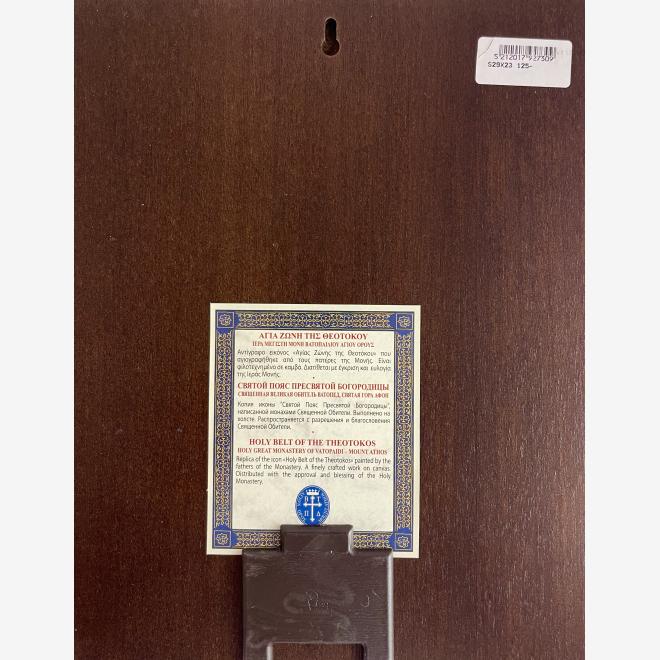 5 212017 927309
S29X23 125-
ΑΓΙΑ ΖΩΝΗ ΤΗΣ ΘΕΟΤΟΚΟΥ
ΙΕΡΑ ΜΕΓΙΣΤΗ ΜΟΝΗ ΒΑΤΟΠΑΙΔΙΟΥ ΑΓΙΟΥ ΟΡΟΥΣ
Αντίγραφο εικόνος «Αγίας Ζώνης της Θεοτόκου» που
αγιογραφήθηκε από τους πατέρες της Μονής. Είναι
φιλοτεχνημένο σε καμβά. Διατίθεται με έγκριση και ευλογία
της Ιεράς Μονής.
СВЯТОЙ ПОЯС ПРЕСВЯТОЙ БОГОРОДИЦЫ
СВЯЩЕННАЯ ВЕЛИКАЯ ОБИТЕЛЬ ВАТОПЕД, СВЯТАЯ ГОРА АФОН
Копия иконы "Святой Пояс Пресвятой Богородицы",
написанной монахами Священной Обители. Выполнено на
холсте. Распространяется с разрешения и благословения
Священной Обители.
HOLY BELT OF THE THEOTOKOS
HOLY GREAT MONASTERY OF VATOPAIDI – MOUNT ATHOS
Replica of the icon «Holy Belt of the Theotokos» painted by the
fathers of the Monastery. A finely crafted work on canvas.
Distributed with the approval and blessing of the Holy
Monastery.